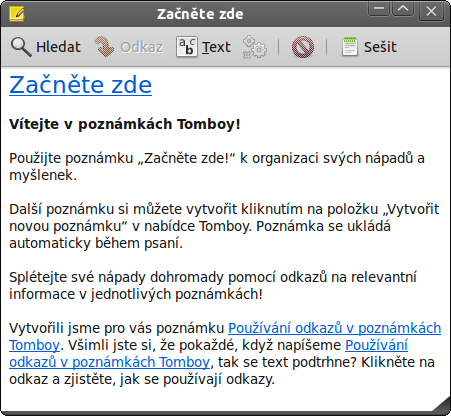 Začněte zde
Hledat Odkaz Text Sešit
Začněte zde
Vítejte v poznámkách Tomboy!
Použijte poznámku „Začněte zde!“ k organizaci svých nápadů a
myšlenek.
Další poznámku si můžete vytvořit kliknutím na položku „Vytvořit
novou poznámku“ v nabídce Tomboy. Poznámka se ukládá
automaticky během psaní.
Splétejte své nápady dohromady pomocí odkazů na relevantní
informace v jednotlivých poznámkách!
Vytvořili jsme pro vás poznámku Používání odkazů v poznámkách
Tomboy. Všimli jste si, že pokaždé, když napíšeme Používání
odkazů v poznámkách Tomboy, tak se text podtrhne? Klikněte na
odkaz a zjistěte, jak se používají odkazy.